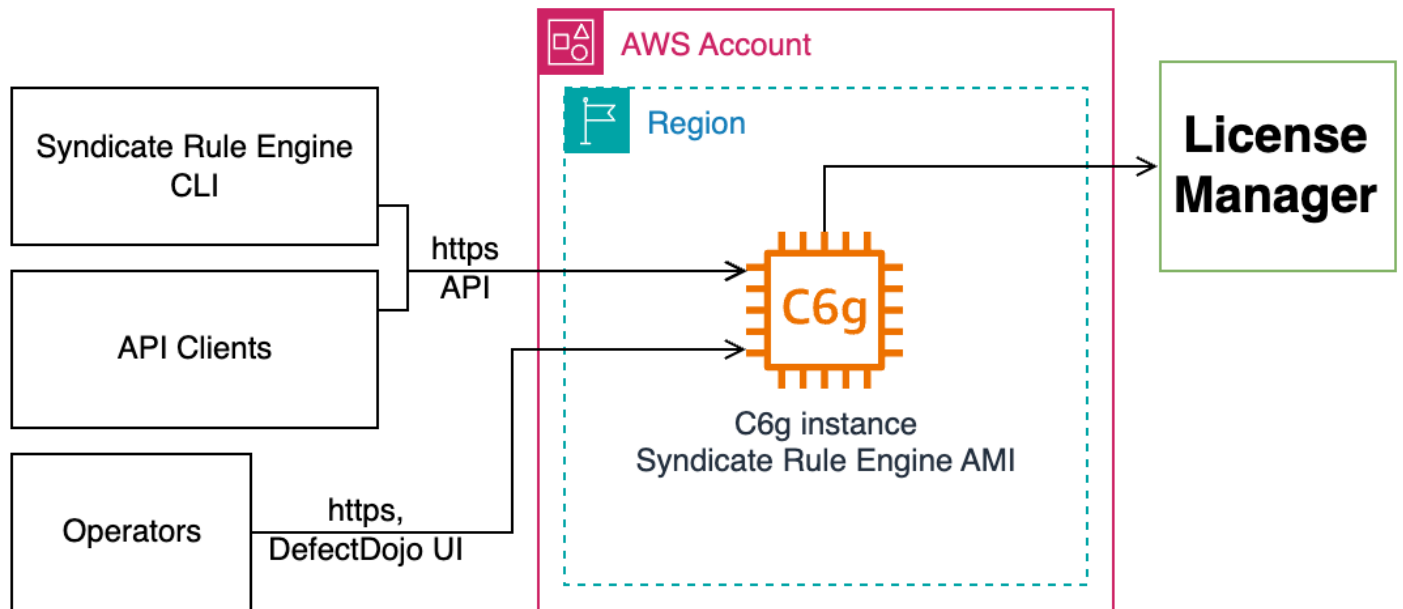 AWS Account
Region
Syndicate Rule Engine
CLI
License
Manager
https
API
C6g
API Clients
C6g instance
Syndicate Rule Engine AMI
Operators
https,
DefectDojo UI